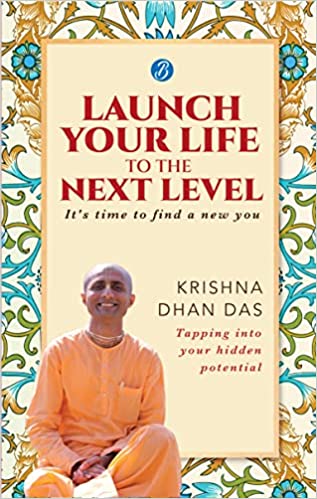 B
LAUNCH
YOUR LIFE
TO THE
NEXT LEVEL
It's time to find a new you
KRISHNA
DHAN DAS
Tapping into
your hidden
potential